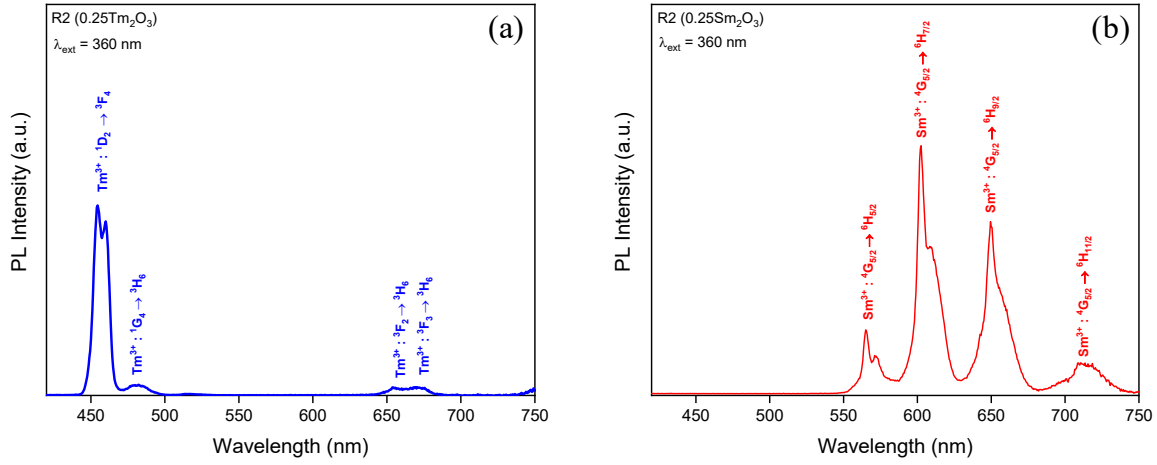 R2 (0.25Tm₂O₃)
λext = 360 nm
(a)
Tm³⁺ : ¹D₂ → ³F₄
Tm³⁺ : ¹G₄ → ³H₆
Tm³⁺ : ³F₂ → ³H₆
Tm³⁺ : ³F₃ → ³H₆
PL Intensity (a.u.)
450 500 550 600 650 700 750
Wavelength (nm)
R2 (0.25Sm₂O₃)
λext = 360 nm
(b)
Sm³⁺ : ⁴G₅/₂ → ⁶H₅/₂
Sm³⁺ : ⁴G₅/₂ → ⁶H₇/₂
Sm³⁺ : ⁴G₅/₂ → ⁶H₉/₂
Sm³⁺ : ⁴G₅/₂ → ⁶H₁₁/₂
PL Intensity (a.u.)
450 500 550 600 650 700 750
Wavelength (nm)